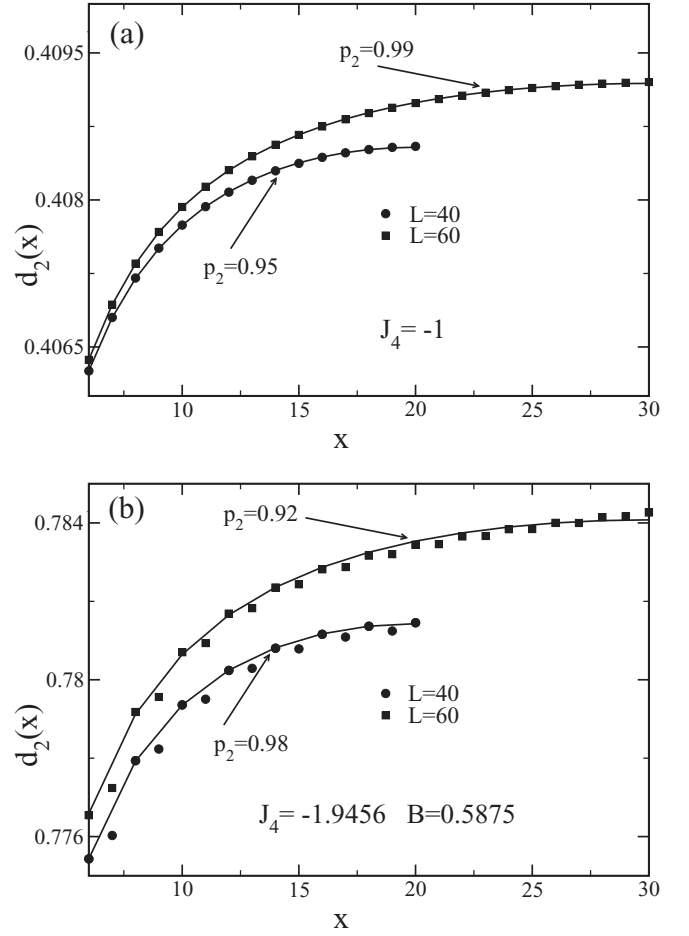 (a)
0.4095
p₂=0.99
0.408
L=40
L=60
p₂=0.95
d₂(x)
J₄= -1
0.4065
10 15 20 25 30
x
(b)
0.784
p₂=0.92
0.78
L=40
L=60
d₂(x)
p₂=0.98
J₄= -1.9456 B=0.5875
0.776
10 15 20 25 30
x